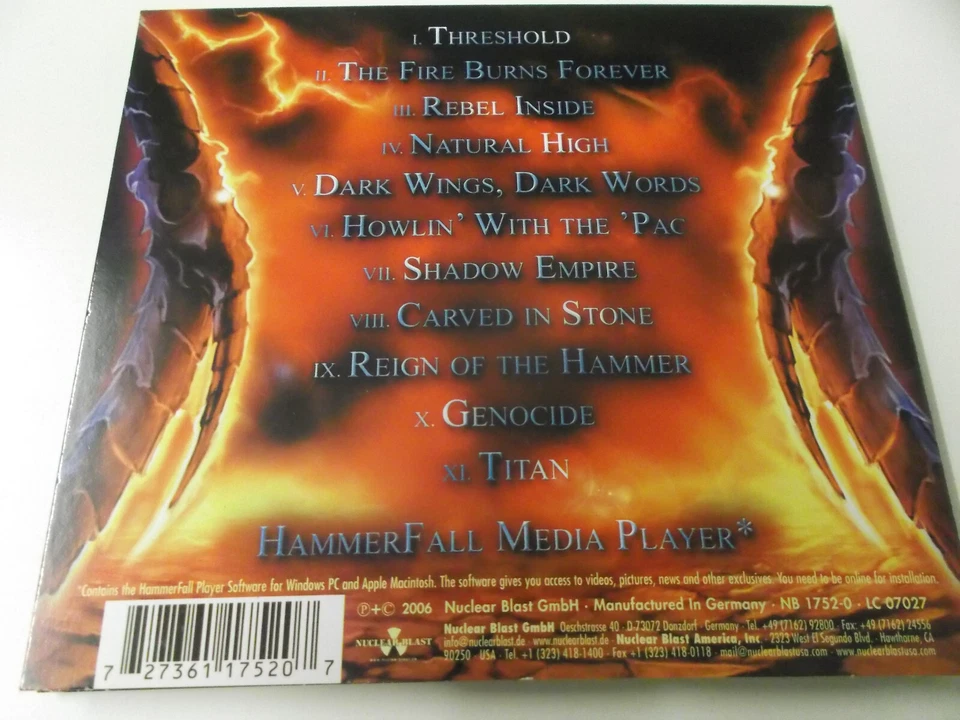 I. THRESHOLD
II. THE FIRE BURNS FOREVER
III. REBEL INSIDE
IV. NATURAL HIGH
V. DARK WINGS, DARK WORDS
VI. HOWLIN' WITH THE 'PAC
VII. SHADOW EMPIRE
VIII. CARVED IN STONE
IX. REIGN OF THE HAMMER
X. GENOCIDE
XI. TITAN
HAMMERFALL MEDIA PLAYER*
*Contains the HammerFall Player Software for Windows PC and Apple Macintosh. The software gives you access to videos, pictures, news and other exclusives. You need to be online for installation.
℗+© 2006 Nuclear Blast GmbH · Manufactured In Germany · NB 1752-0 · LC 07027
Nuclear Blast GmbH Oeschstrasse 40 · D-73072 Donzdorf · Germany · Tel. +49 (7162) 92800 · Fax: +49 (7162) 24556
info@nuclearblast.de · www.nuclearblast.de · Nuclear Blast America, Inc · 2323 West El Segundo Blvd. · Hawthorne, CA
90250 · USA · Tel. +1 (323) 418-1400 · Fax +1 (323) 418-0118 · mail@nuclearblastusa.com · www.nuclearblastusa.com
NUCLEAR BLAST
7 27361 17520 7